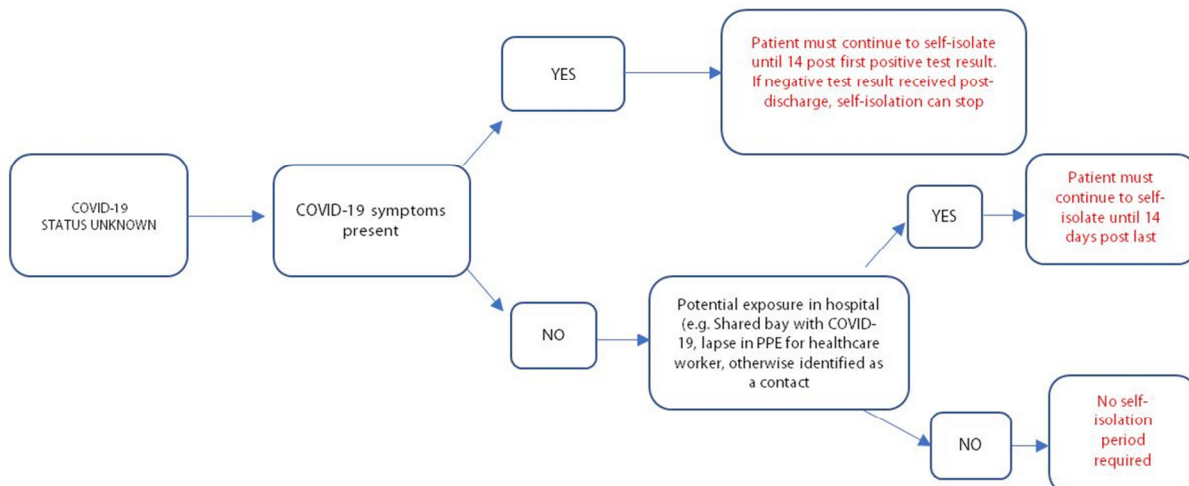 COVID-19
STATUS UNKNOWN
COVID-19 symptoms
present
YES
Patient must continue to self-isolate
until 14 post first positive test result.
If negative test result received post-
discharge, self-isolation can stop
NO
Potential exposure in hospital
(e.g. Shared bay with COVID-
19, lapse in PPE for healthcare
worker, otherwise identified as
a contact
YES
Patient must
continue to self-
isolate until 14
days post last
NO
No self-
isolation
period
required